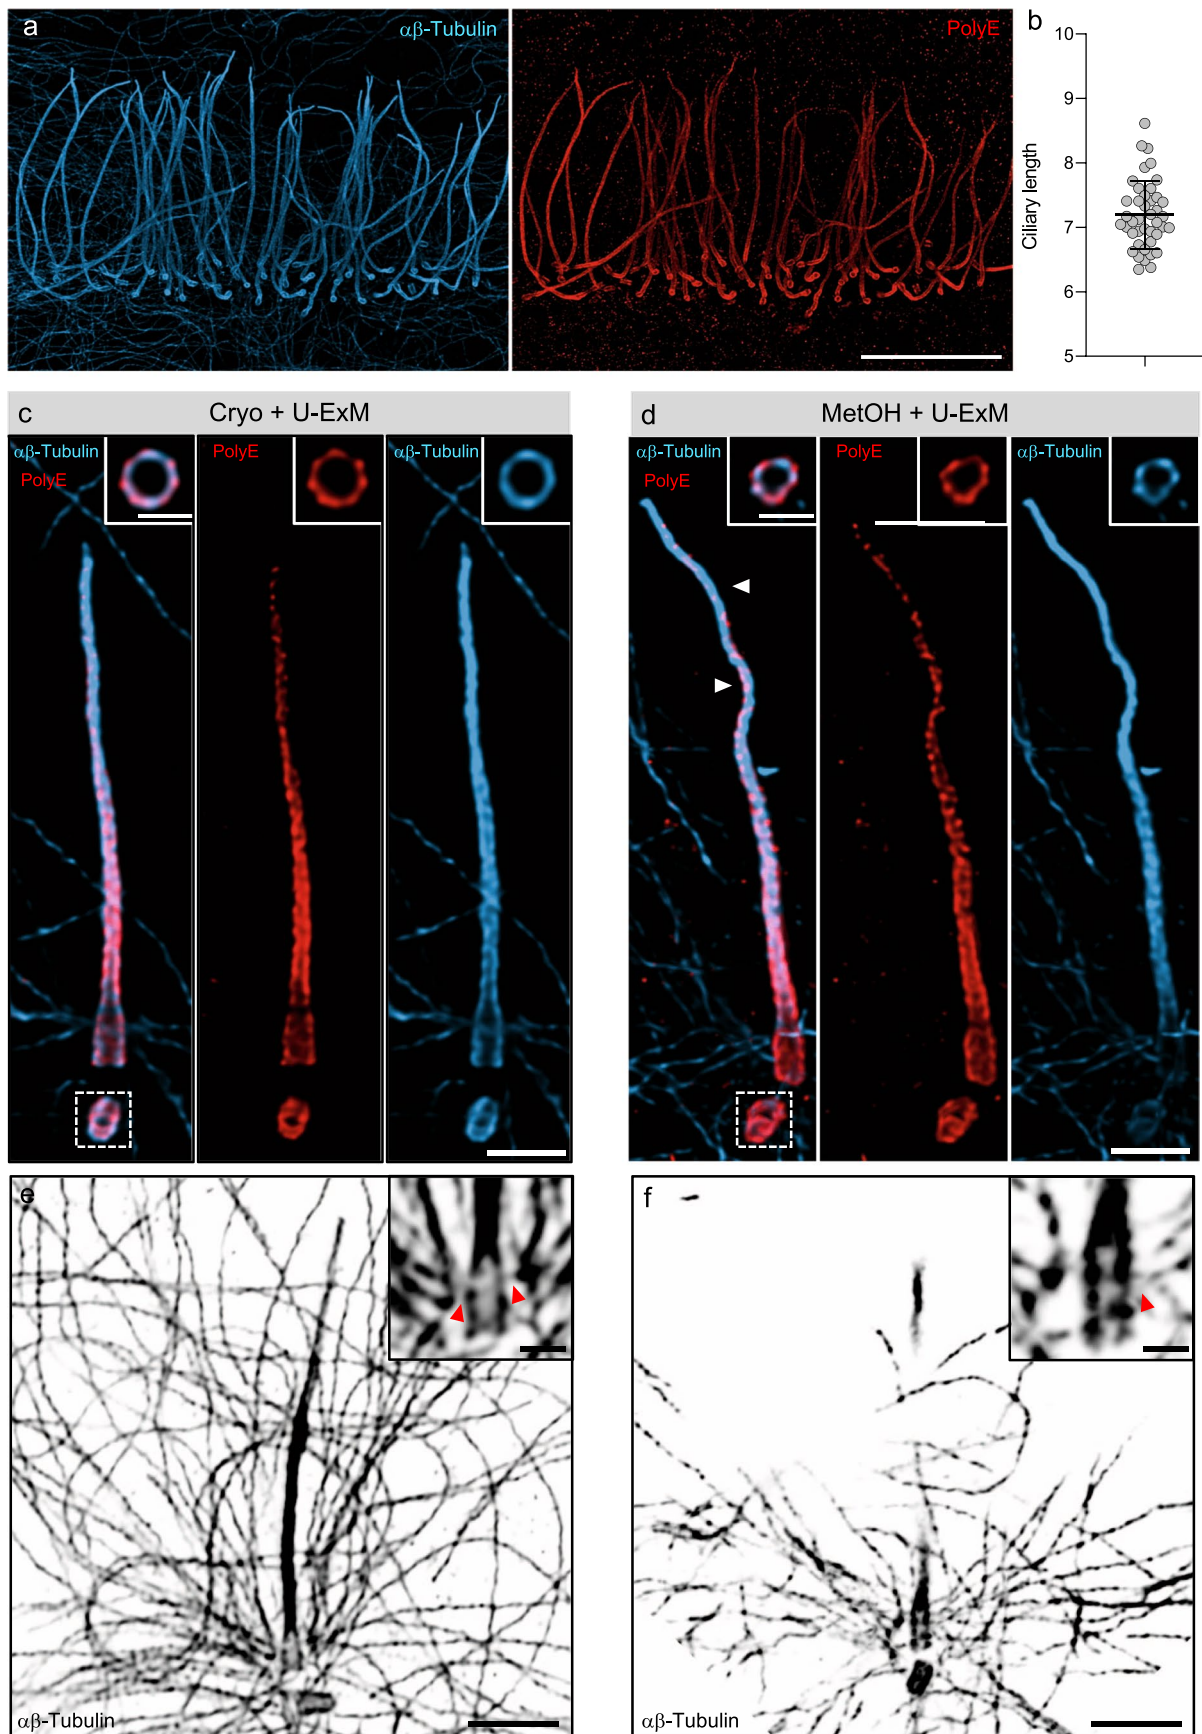 a
αβ-Tubulin
PolyE
b
10
9
8
7
6
5
Ciliary length
c
Cryo + U-ExM
αβ-Tubulin
PolyE
PolyE
αβ-Tubulin
d
MetOH + U-ExM
αβ-Tubulin
PolyE
PolyE
αβ-Tubulin
e
αβ-Tubulin
f
αβ-Tubulin